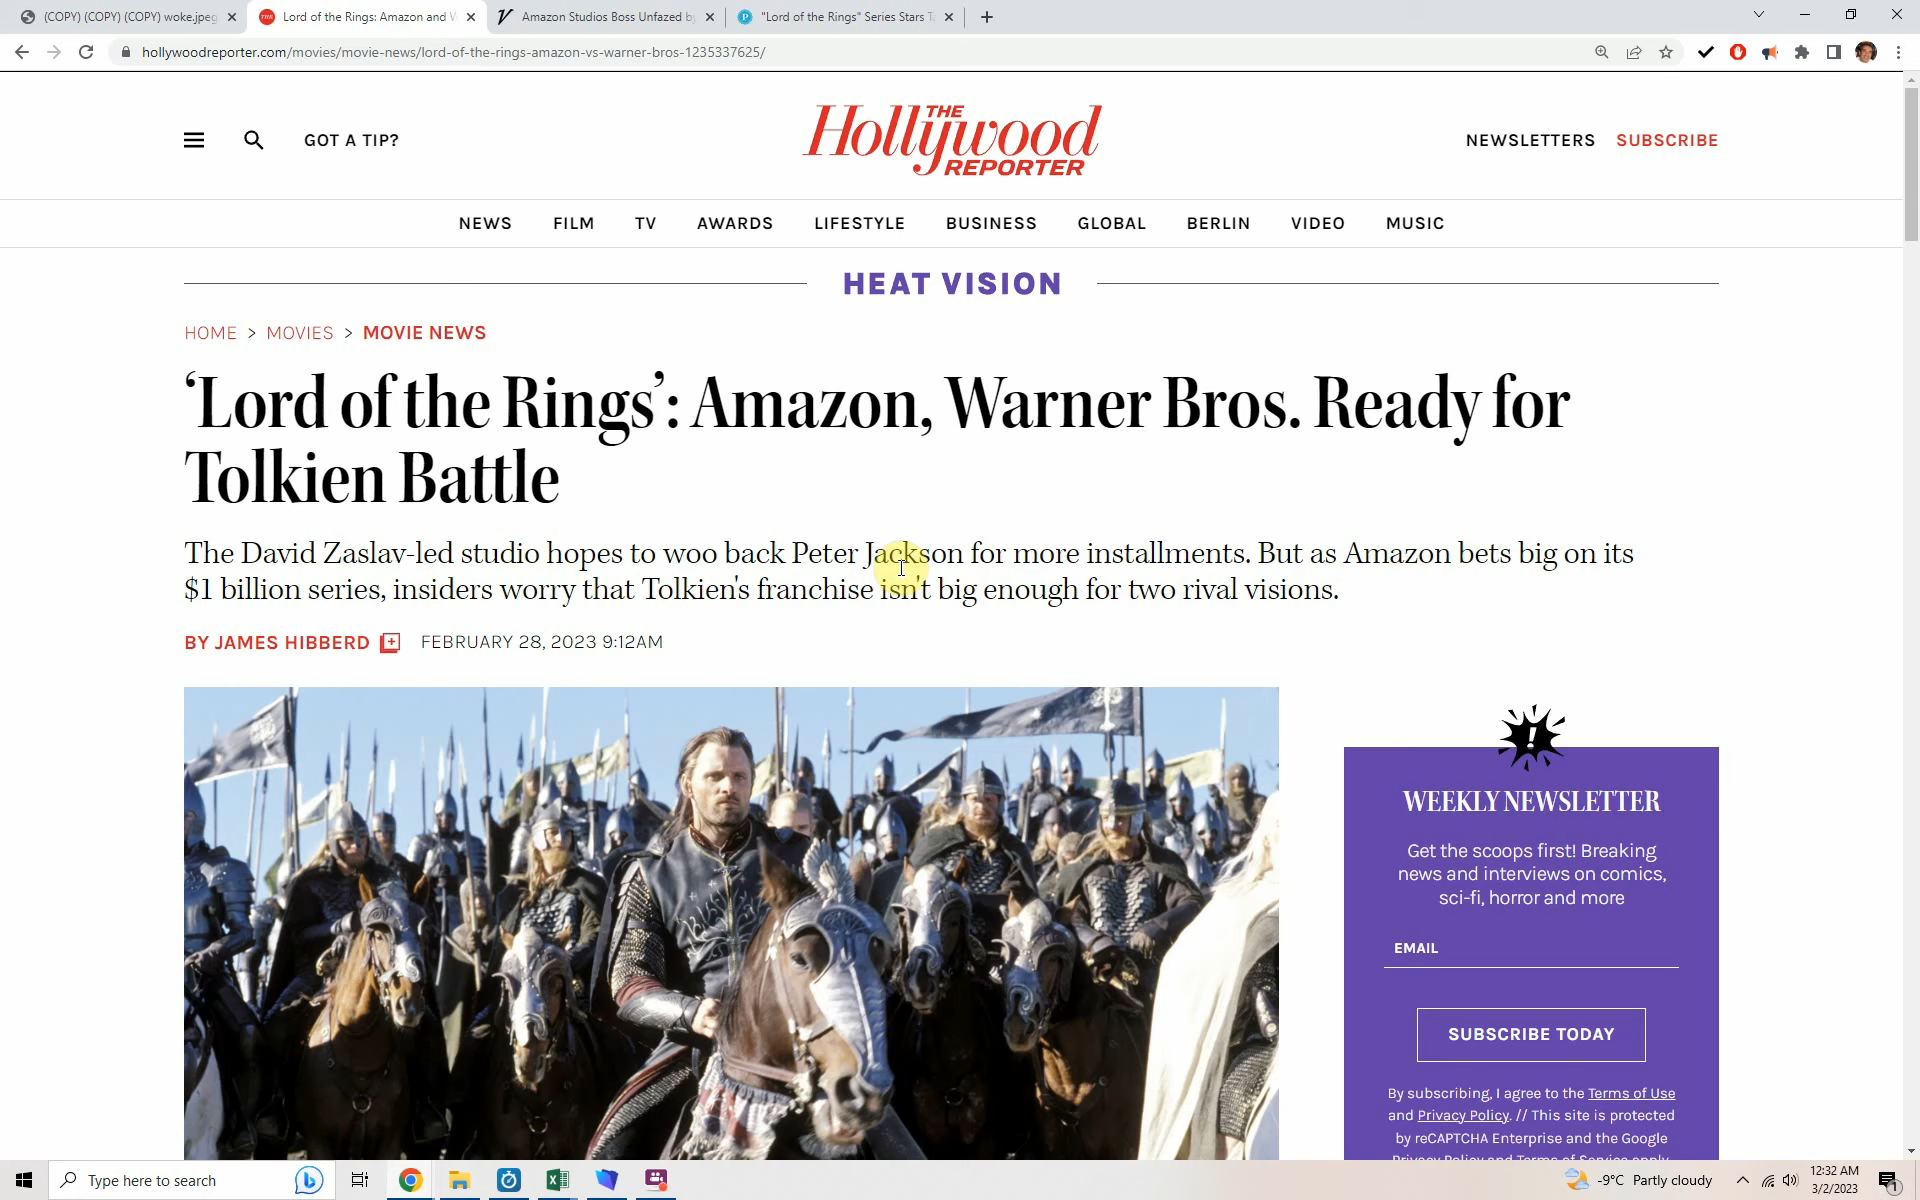 (COPY) (COPY) (COPY) woke.jpeg
Lord of the Rings: Amazon and W
Amazon Studios Boss Unfazed by
"Lord of the Rings" Series Stars T
hollywoodreporter.com/movies/movie-news/lord-of-the-rings-amazon-vs-warner-bros-1235337625/
GOT A TIP?
THE
Hollywood
REPORTER
NEWSLETTERS SUBSCRIBE
NEWS FILM TV AWARDS LIFESTYLE BUSINESS GLOBAL BERLIN VIDEO MUSIC
HEAT VISION
HOME > MOVIES > MOVIE NEWS
‘Lord of the Rings’: Amazon, Warner Bros. Ready for
Tolkien Battle
The David Zaslav-led studio hopes to woo back Peter Jackson for more installments. But as Amazon bets big on its
$1 billion series, insiders worry that Tolkien's franchise isn't big enough for two rival visions.
BY JAMES HIBBERD FEBRUARY 28, 2023 9:12AM
WEEKLY NEWSLETTER
Get the scoops first! Breaking
news and interviews on comics,
sci-fi, horror and more
EMAIL
SUBSCRIBE TODAY
By subscribing, I agree to the Terms of Use
and Privacy Policy. // This site is protected
by reCAPTCHA Enterprise and the Google
Privacy Policy and Terms of Service apply.
Type here to search
-9°C Partly cloudy
12:32 AM
3/2/2023
1